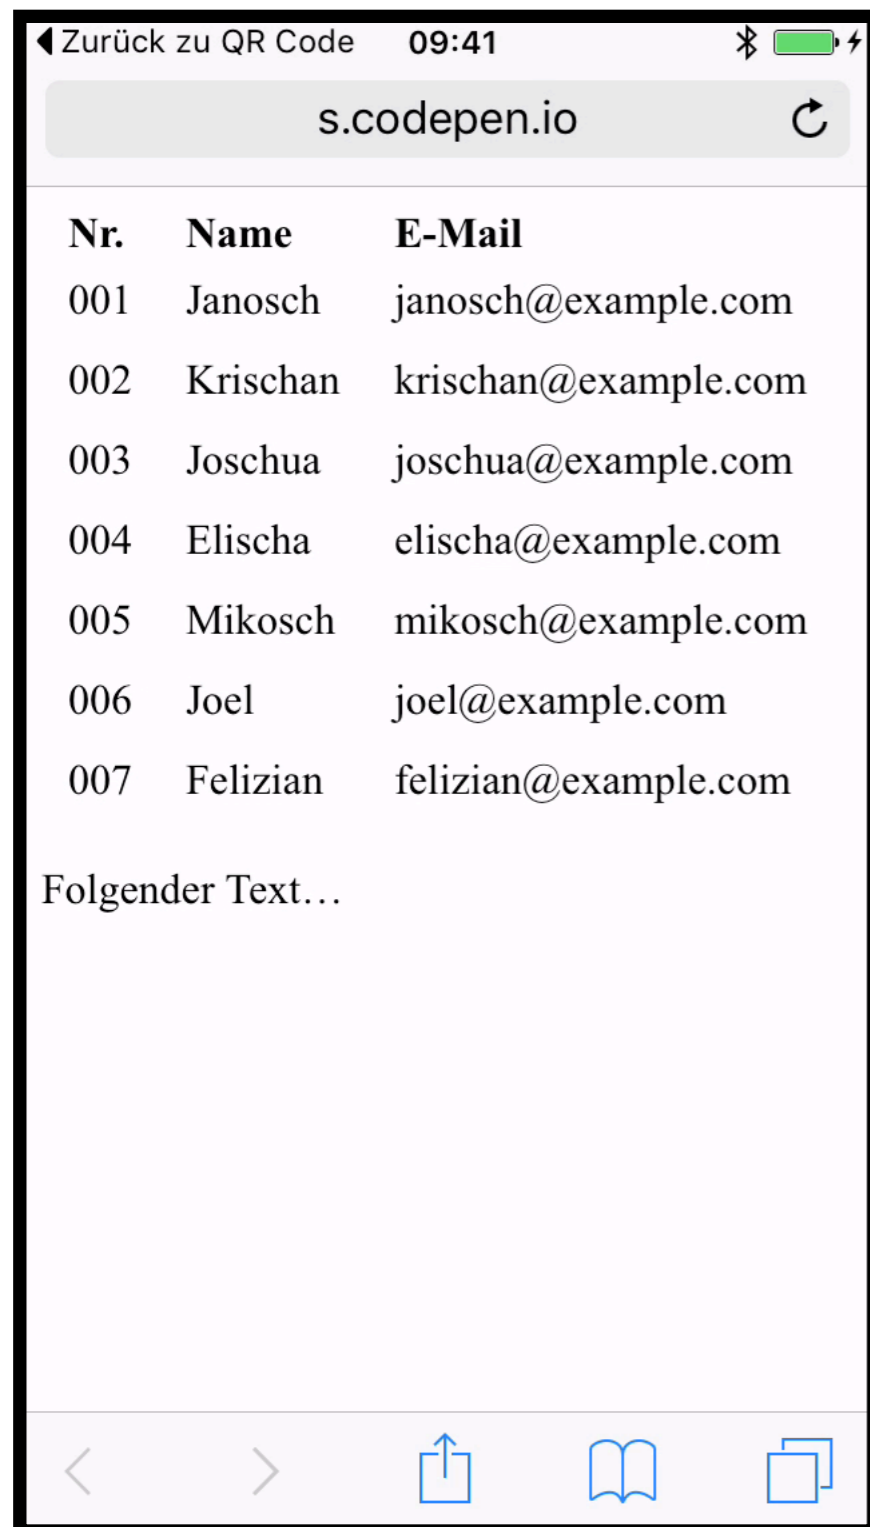 Zurück zu QR Code 09:41
s.codepen.io
Nr. Name E-Mail
001 Janosch janosch@example.com
002 Krischan krischan@example.com
003 Joschua joschua@example.com
004 Elischa elischa@example.com
005 Mikosch mikosch@example.com
006 Joel joel@example.com
007 Felizian felizian@example.com
Folgender Text…